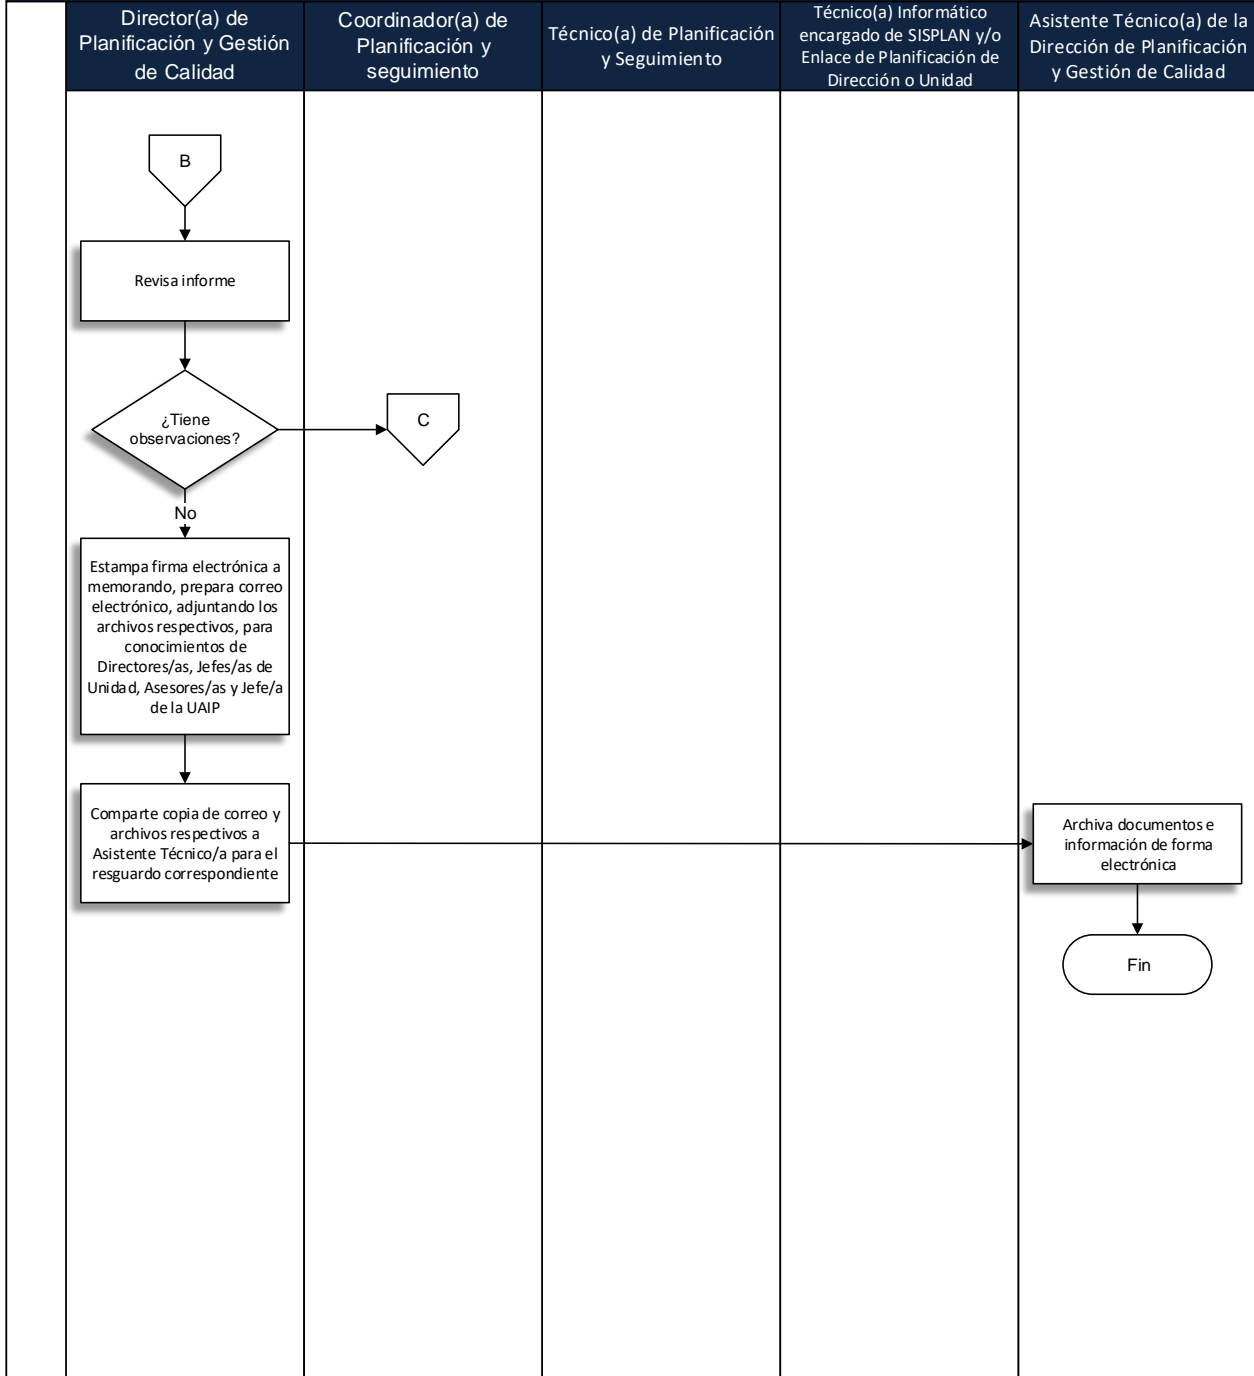 Director(a) de
Planificación y Gestión
de Calidad
Coordinador(a) de
Planificación y
seguimiento
Técnico(a) de Planificación
y Seguimiento
Técnico(a) Informático
encargado de SISPLAN y/o
Enlace de Planificación de
Dirección o Unidad
Asistente Técnico(a) de la
Dirección de Planificación
y Gestión de Calidad
B
Revisa informe
¿Tiene
observaciones?
C
No
Estampa firma electrónica a
memorando, prepara correo
electrónico, adjuntando los
archivos respectivos, para
conocimientos de
Directores/as, Jefes/as de
Unidad, Asesores/as y Jefe/a
de la UAIP
Comparte copia de correo y
archivos respectivos a
Asistente Técnico/a para el
resguardo correspondiente
Archiva documentos e
información de forma
electrónica
Fin